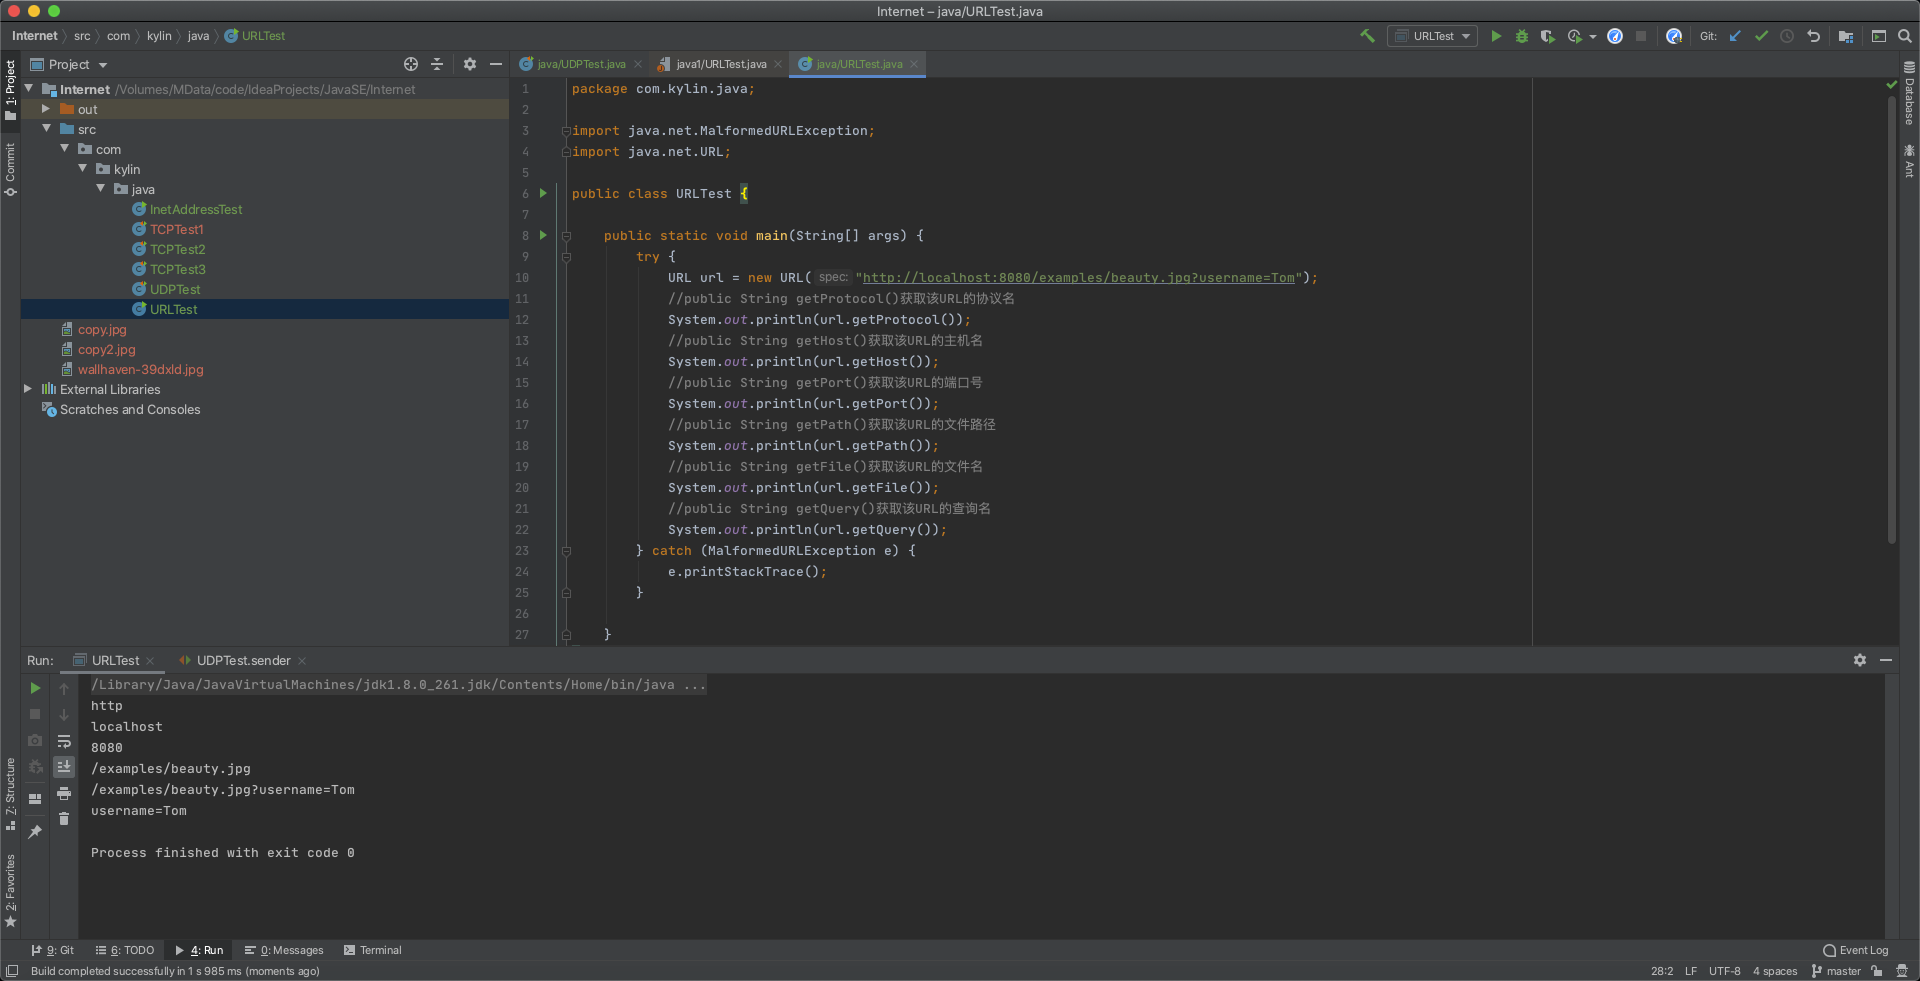 Internet – java/URLTest.java
Internet src com kylin java URLTest
URLTest Git:
1: Project
Commit
Z: Structure
2: Favorites
Database
Ant
Project
java/UDPTest.java java1/URLTest.java java/URLTest.java
Internet /Volumes/MData/code/IdeaProjects/JavaSE/Internet
out
src
com
kylin
java
InetAddressTest
TCPTest1
TCPTest2
TCPTest3
UDPTest
URLTest
copy.jpg
copy2.jpg
wallhaven-39dxld.jpg
External Libraries
Scratches and Consoles
1 package com.kylin.java;
2
3 import java.net.MalformedURLException;
4 import java.net.URL;
5
6 public class URLTest {
7
8 public static void main(String[] args) {
9 try {
10 URL url = new URL( spec: "http://localhost:8080/examples/beauty.jpg?username=Tom");
11 //public String getProtocol()获取该URL的协议名
12 System.out.println(url.getProtocol());
13 //public String getHost()获取该URL的主机名
14 System.out.println(url.getHost());
15 //public String getPort()获取该URL的端口号
16 System.out.println(url.getPort());
17 //public String getPath()获取该URL的文件路径
18 System.out.println(url.getPath());
19 //public String getFile()获取该URL的文件名
20 System.out.println(url.getFile());
21 //public String getQuery()获取该URL的查询名
22 System.out.println(url.getQuery());
23 } catch (MalformedURLException e) {
24 e.printStackTrace();
25 }
26
27 }
Run: URLTest UDPTest.sender
/Library/Java/JavaVirtualMachines/jdk1.8.0_261.jdk/Contents/Home/bin/java ...
http
localhost
8080
/examples/beauty.jpg
/examples/beauty.jpg?username=Tom
username=Tom
Process finished with exit code 0
9: Git 6: TODO 4: Run 0: Messages Terminal Event Log
Build completed successfully in 1 s 985 ms (moments ago) 28:2 LF UTF-8 4 spaces master